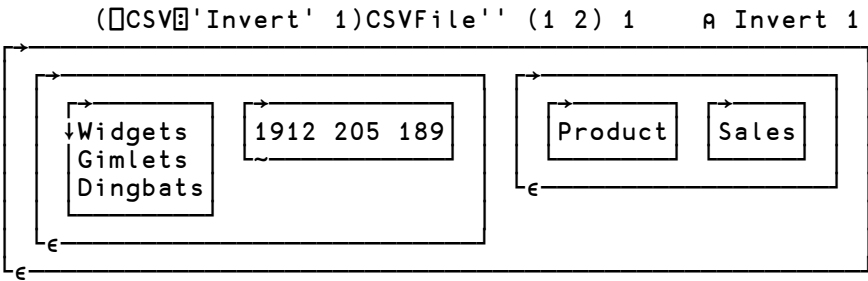 (⎕CSV⍠'Invert' 1)CSVFile'' (1 2) 1 ⍝ Invert 1
┌→────────────────────────────────────────────────────┐
│ ┌→──────────────────────────┐ ┌→──────────────────┐ │
│ │ ┌→───────┐ ┌→───────────┐ │ │ ┌→──────┐ ┌→────┐ │ │
│ │ ↓Widgets │ │1912 205 189│ │ │ │Product│ │Sales│ │ │
│ │ │Gimlets │ └~───────────┘ │ │ └───────┘ └─────┘ │ │
│ │ │Dingbats│ │ └∊──────────────────┘ │
│ │ └────────┘ │ │
│ └∊──────────────────────────┘ │
└∊────────────────────────────────────────────────────┘